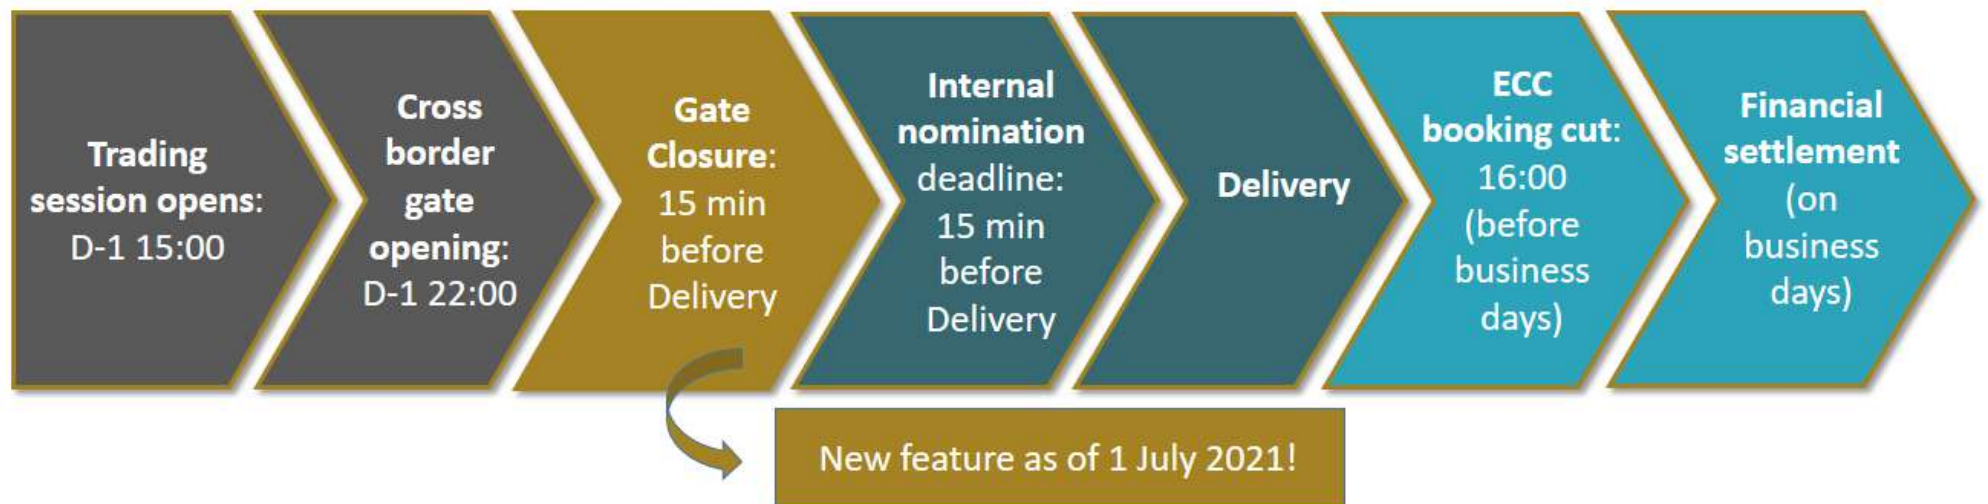 Trading
session opens:
D-1 15:00
Cross
border
gate
opening:
D-1 22:00
Gate
Closure:
15 min
before
Delivery
Internal
nomination
deadline:
15 min
before
Delivery
Delivery
ECC
booking cut:
16:00
(before
business
days)
Financial
settlement
(on
business
days)
New feature as of 1 July 2021!